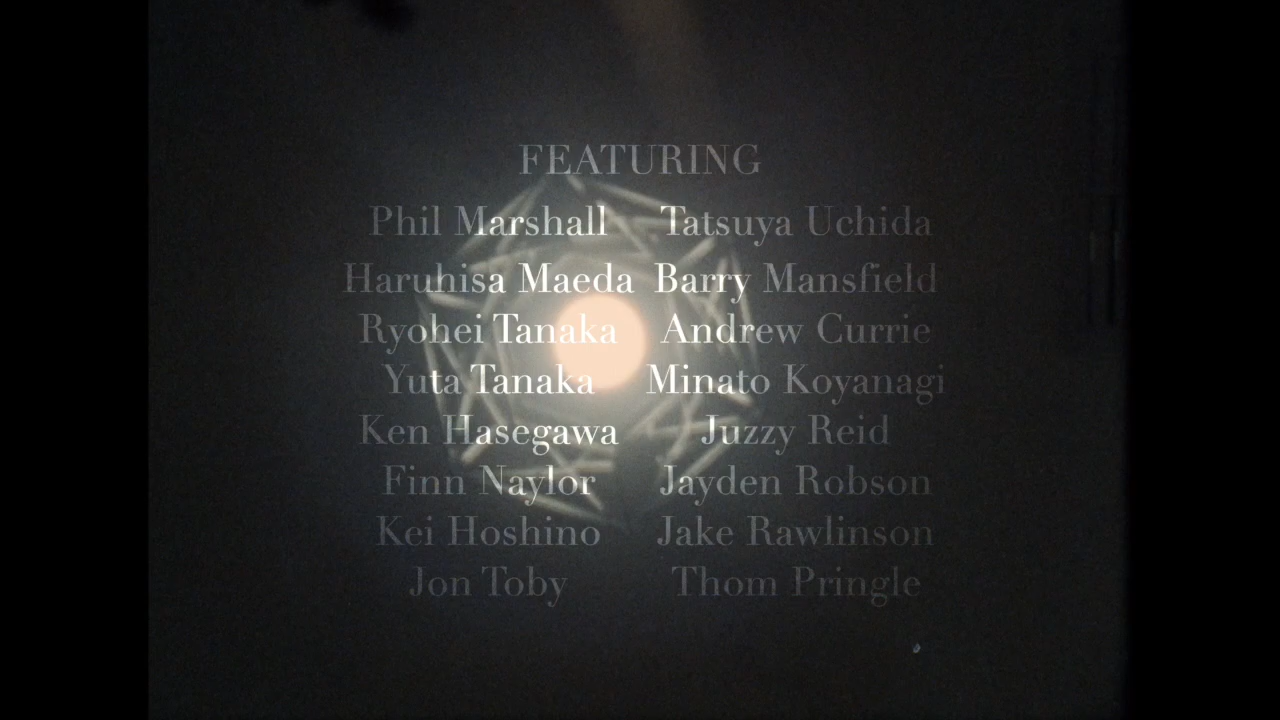 FEATURING
Phil Marshall Tatsuya Uchida
Haruhisa Maeda Barry Mansfield
Ryohei Tanaka Andrew Currie
Yuta Tanaka Minato Koyanagi
Ken Hasegawa Juzzy Reid
Finn Naylor Jayden Robson
Kei Hoshino Jake Rawlinson
Jon Toby Thom Pringle